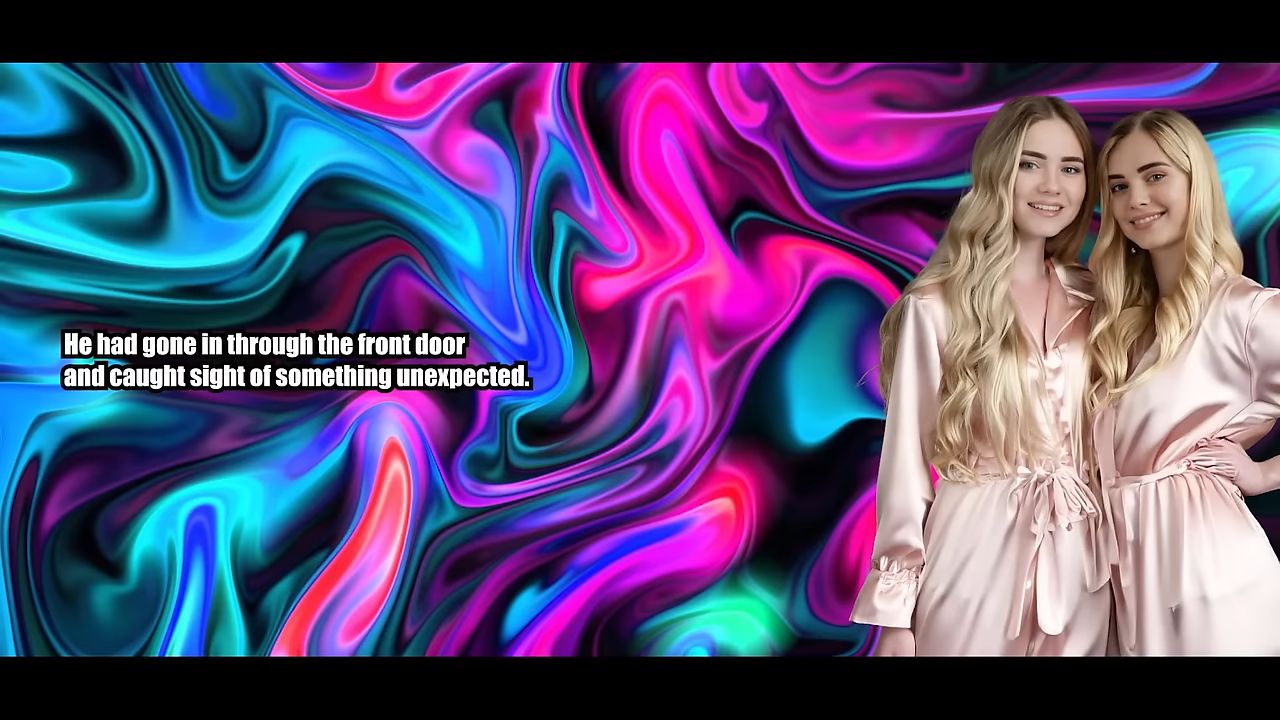 He had gone in through the front door
and caught sight of something unexpected.